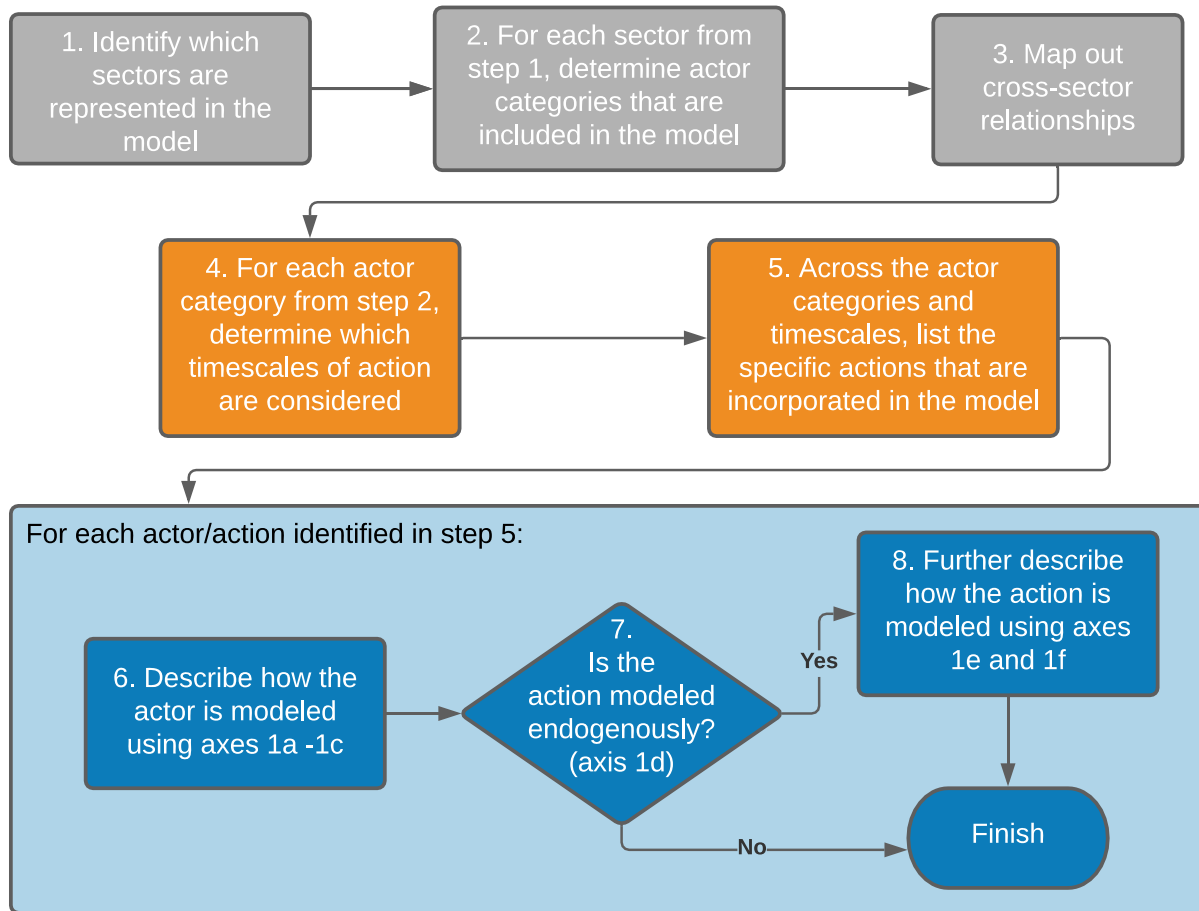 1. Identify which
sectors are
represented in the
model
2. For each sector from
step 1, determine actor
categories that are
included in the model
3. Map out
cross-sector
relationships
4. For each actor
category from step 2,
determine which
timescales of action
are considered
5. Across the actor
categories and
timescales, list the
specific actions that are
incorporated in the model
For each actor/action identified in step 5:
6. Describe how the
actor is modeled
using axes 1a -1c
7.
Is the
action modeled
endogenously?
(axis 1d)
Yes
8. Further describe
how the action is
modeled using axes
1e and 1f
No
Finish